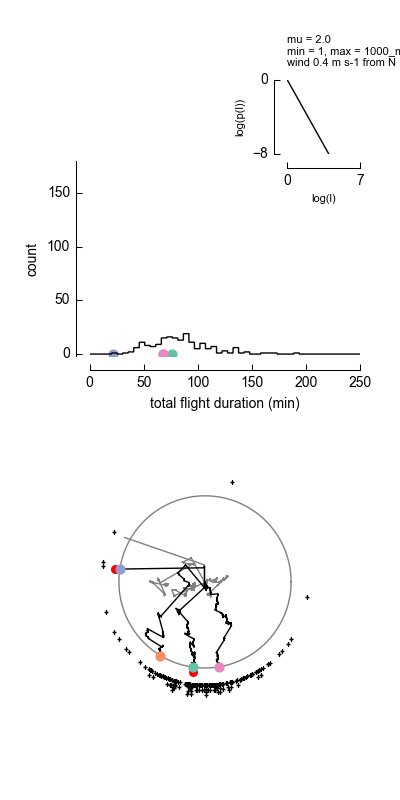 mu = 2.0
min = 1, max = 1000_m
wind 0.4 m s-1 from N
0
log(p(l))
−8
0 7
log(l)
150
100
count
50
0
0 50 100 150 200 250
total flight duration (min)